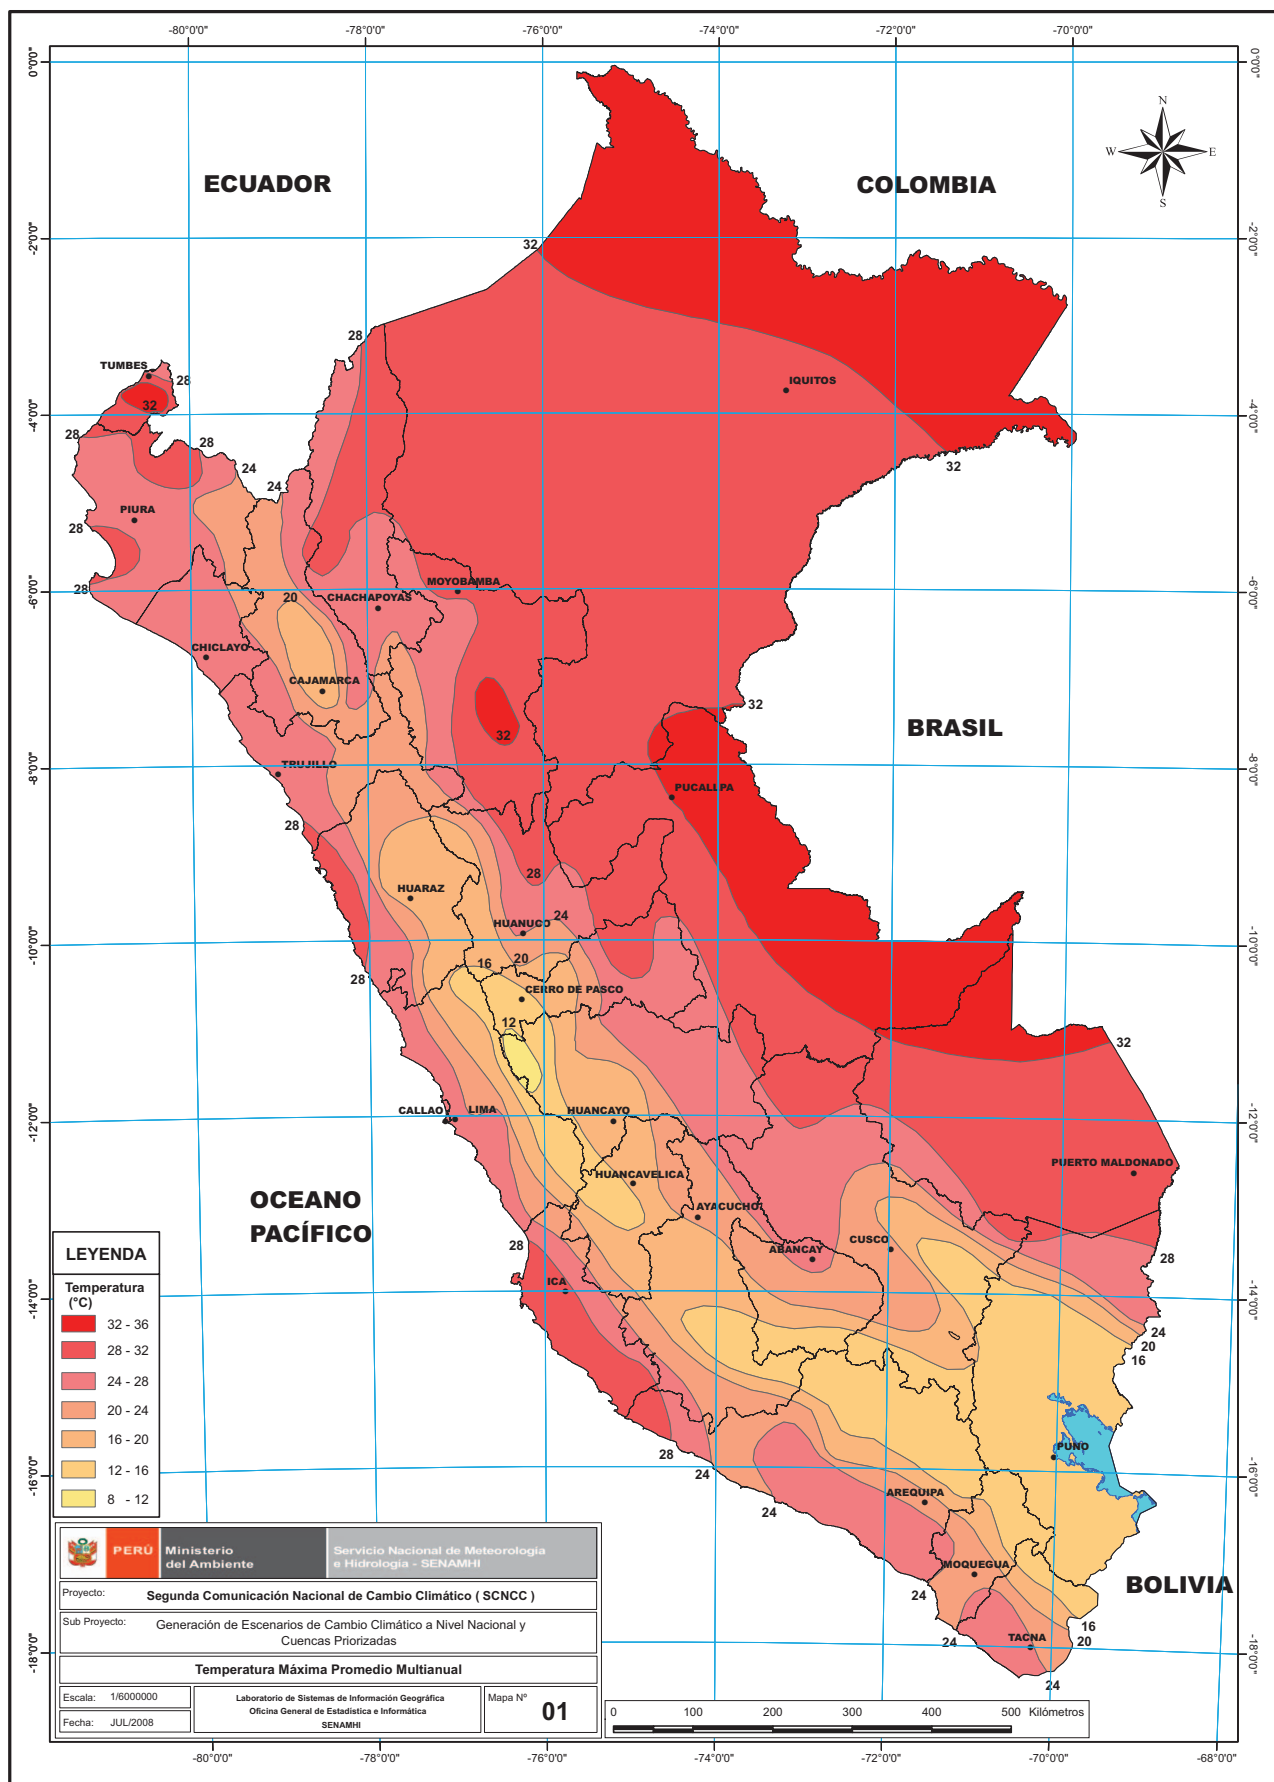 -80°0'0"
-78°0'0"
-76°0'0"
-74°0'0"
-72°0'0"
-70°0'0"
0°0'0"
0°0'0"
N
W
E
S
ECUADOR
COLOMBIA
-2°0'0"
32
-2°0'0"
28
TUMBES
28
IQUITOS
32
-4°0'0"
-4°0'0"
28
28
24
32
24
PIURA
28
MOYOBAMBA
28
-6°0'0"
20
CHACHAPOYAS
-6°0'0"
CHICLAYO
CAJAMARCA
32
BRASIL
32
TRUJILLO
-8°0'0"
PUCALLPA
-8°0'0"
28
28
HUARAZ
24
HUANUCO
-10°0'0"
-10°0'0"
20
16
28
CERRO DE PASCO
12
32
CALLAO
LIMA
HUANCAYO
-12°0'0"
-12°0'0"
PUERTO MALDONADO
HUANCAVELICA
OCEANO
PACÍFICO
AYACUCHO
CUSCO
28
ABANCAY
28
ICA
-14°0'0"
-14°0'0"
24
20
16
LEYENDA
Temperatura
(°C)
32 - 36
28 - 32
24 - 28
20 - 24
16 - 20
12 - 16
8 - 12
PUNO
28
24
-16°0'0"
-16°0'0"
AREQUIPA
24
24
MOQUEGUA
BOLIVIA
24
16
TACNA
24
20
-18°0'0"
-18°0'0"
24
PERÚ
Ministerio
del Ambiente
Servicio Nacional de Meteorología
e Hidrología - SENAMHI
Proyecto:
Segunda Comunicación Nacional de Cambio Climático ( SCNCC )
Sub Proyecto:
Generación de Escenarios de Cambio Climático a Nivel Nacional y
Cuencas Priorizadas
Temperatura Máxima Promedio Multianual
Escala: 1/6000000
Fecha: JUL/2008
Laboratorio de Sistemas de Información Geográfica
Oficina General de Estadistica e Informática
SENAMHI
Mapa Nº
01
0 100 200 300 400 500 Kilómetros
-80°0'0"
-78°0'0"
-76°0'0"
-74°0'0"
-72°0'0"
-70°0'0"
-68°0'0"